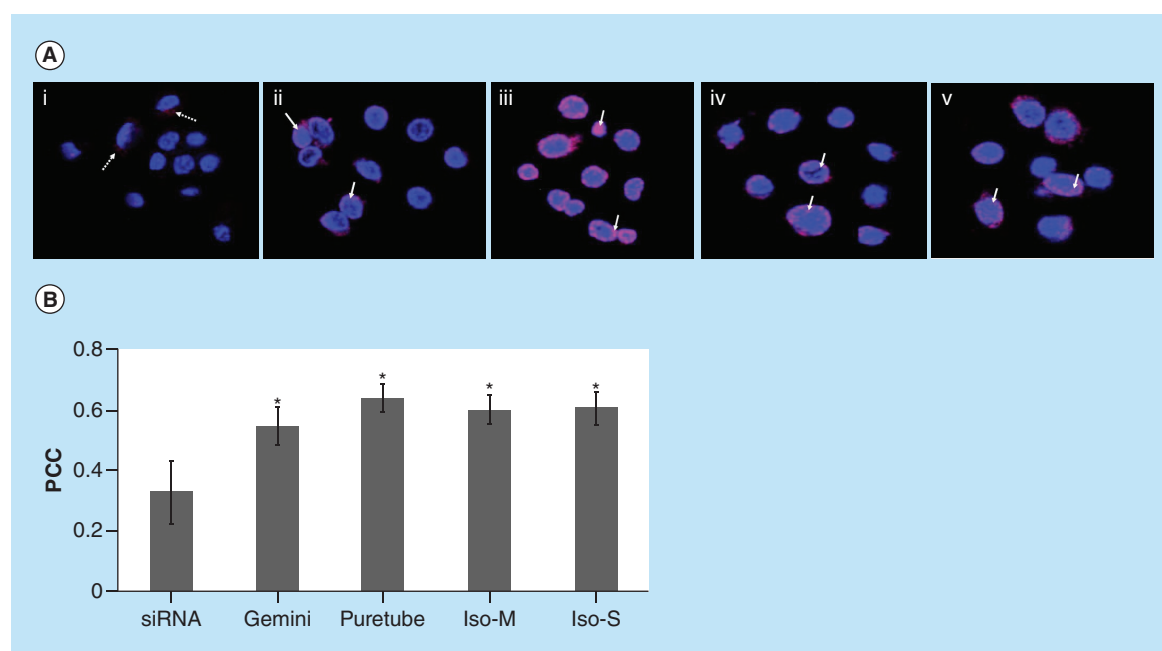 A
i
ii
iii
iv
v
B
0.8
0.6
0.4
0.2
0
PCC
*
*
*
*
siRNA
Gemini
Puretube
Iso-M
Iso-S